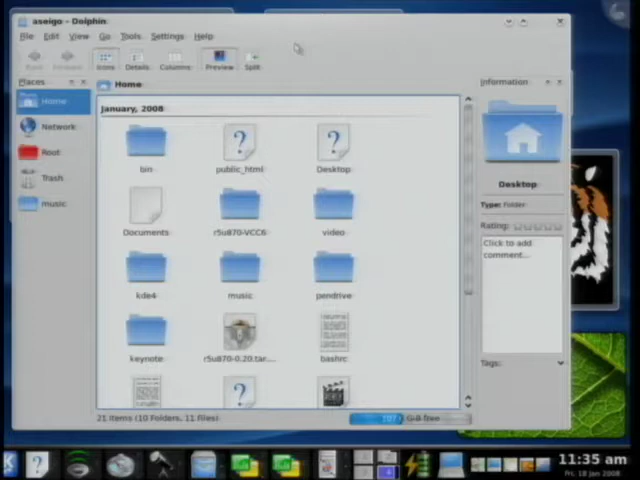 aseigo - Dolphin
File Edit View Go Tools Settings Help
Icons Details Columns Preview Split
Places
Home
Information
Home
Network
Root
Trash
music
January, 2008
bin public_html Desktop
Documents r5u870-VCC6 video
kde4 music pendrive
keynote r5u870-0.20.tar.... bashrc
21 Items (10 Folders, 11 Files)
GiB free
Desktop
Type: Folder
Rating:
Click to add
comment...
Tags:
11:35 am
Fri, 18 Jan 2008